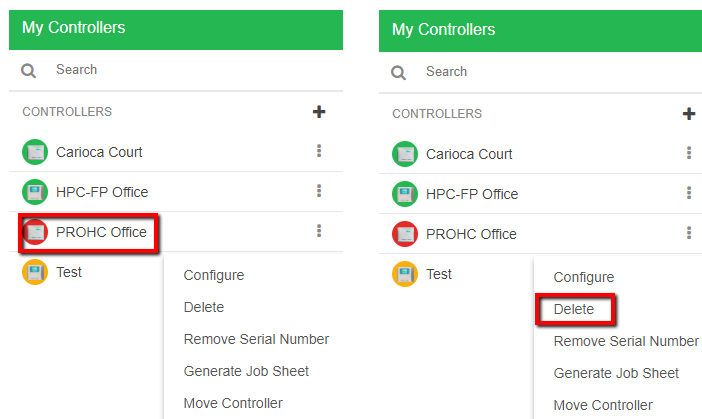 My Controllers
Search
CONTROLLERS
Carioca Court
HPC-FP Office
PROHC Office
Test
Configure
Delete
Remove Serial Number
Generate Job Sheet
Move Controller
My Controllers
Search
CONTROLLERS
Carioca Court
HPC-FP Office
PROHC Office
Test
Configure
Delete
Remove Serial Number
Generate Job Sheet
Move Controller